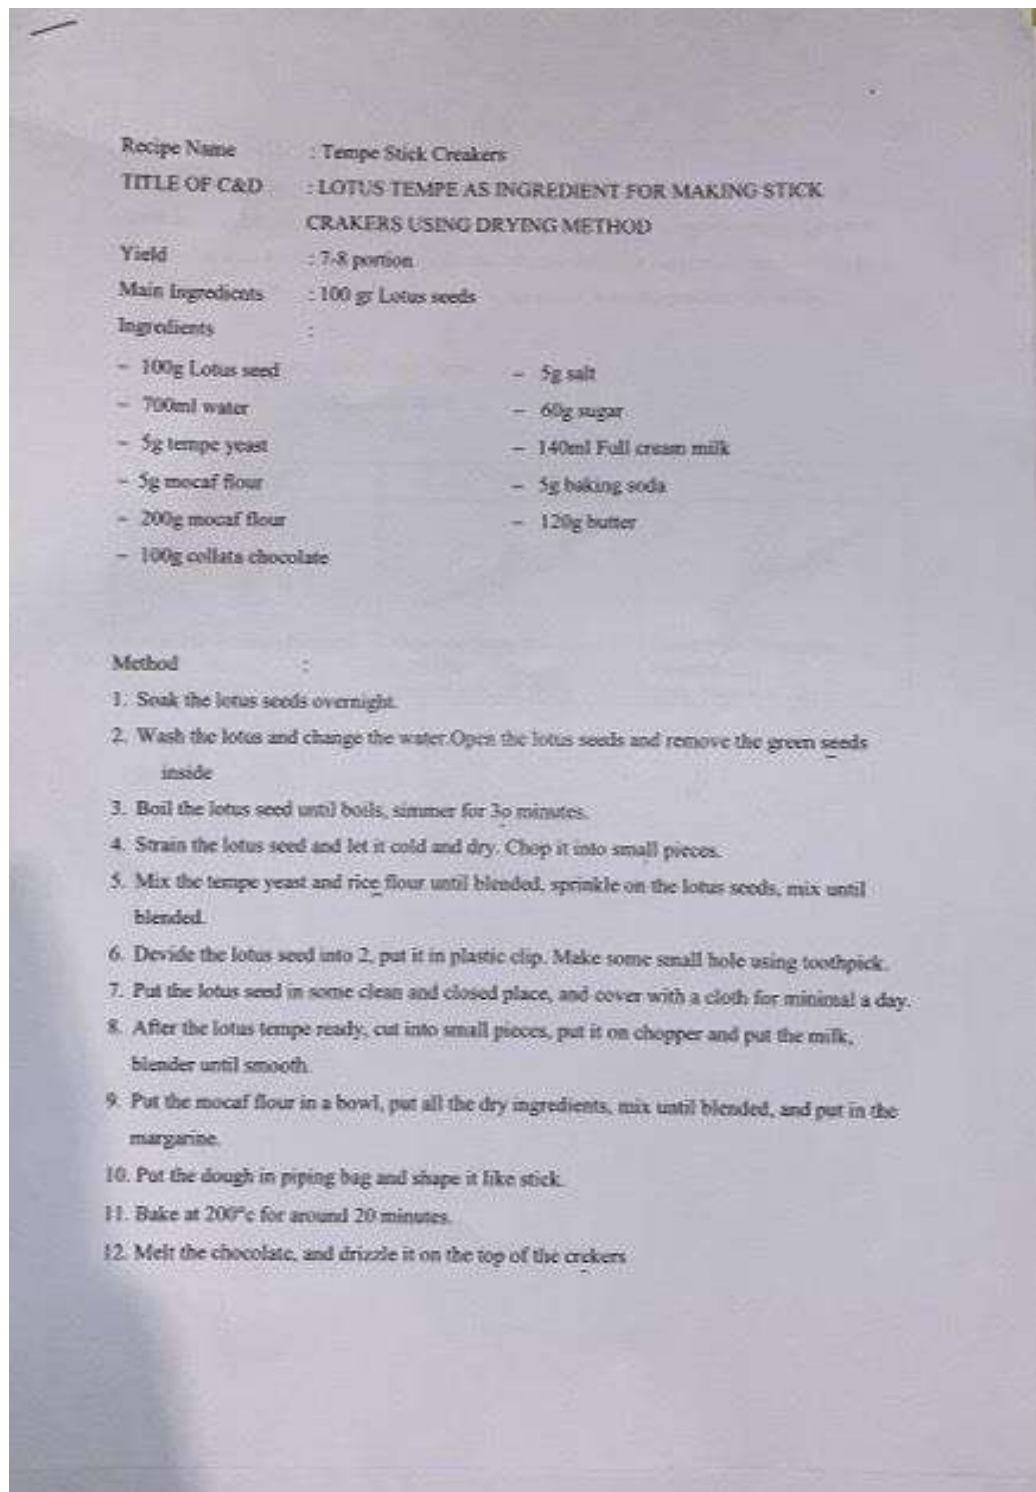 Recipe Name : Tempe Stick Creakers
TITLE OF C&D : LOTUS TEMPE AS INGREDIENT FOR MAKING STICK
CRAKERS USING DRYING METHOD
Yield : 7-8 portion
Main Ingredients : 100 gr Lotus seeds
Ingredients :
– 100g Lotus seed
– 700ml water
– 5g tempe yeast
– 5g mocaf flour
– 200g mocaf flour
– 100g collata chocolate
– 5g salt
– 60g sugar
– 140ml Full cream milk
– 5g baking soda
– 120g butter
Method :
1. Soak the lotus seeds overnight.
2. Wash the lotus and change the water.Open the lotus seeds and remove the green seeds
inside
3. Boil the lotus seed until boils, simmer for 3o minutes.
4. Strain the lotus seed and let it cold and dry. Chop it into small pieces.
5. Mix the tempe yeast and rice flour until blended, sprinkle on the lotus seeds, mix until
blended.
6. Devide the lotus seed into 2, put it in plastic clip. Make some small hole using toothpick.
7. Put the lotus seed in some clean and closed place, and cover with a cloth for minimal a day.
8. After the lotus tempe ready, cut into small pieces, put it on chopper and put the milk,
blender until smooth.
9. Put the mocaf flour in a bowl, put all the dry ingredients, mix until blended, and put in the
margarine.
10. Put the dough in piping bag and shape it like stick.
11. Bake at 200°c for around 20 minutes.
12. Melt the chocolate, and drizzle it on the top of the crekers